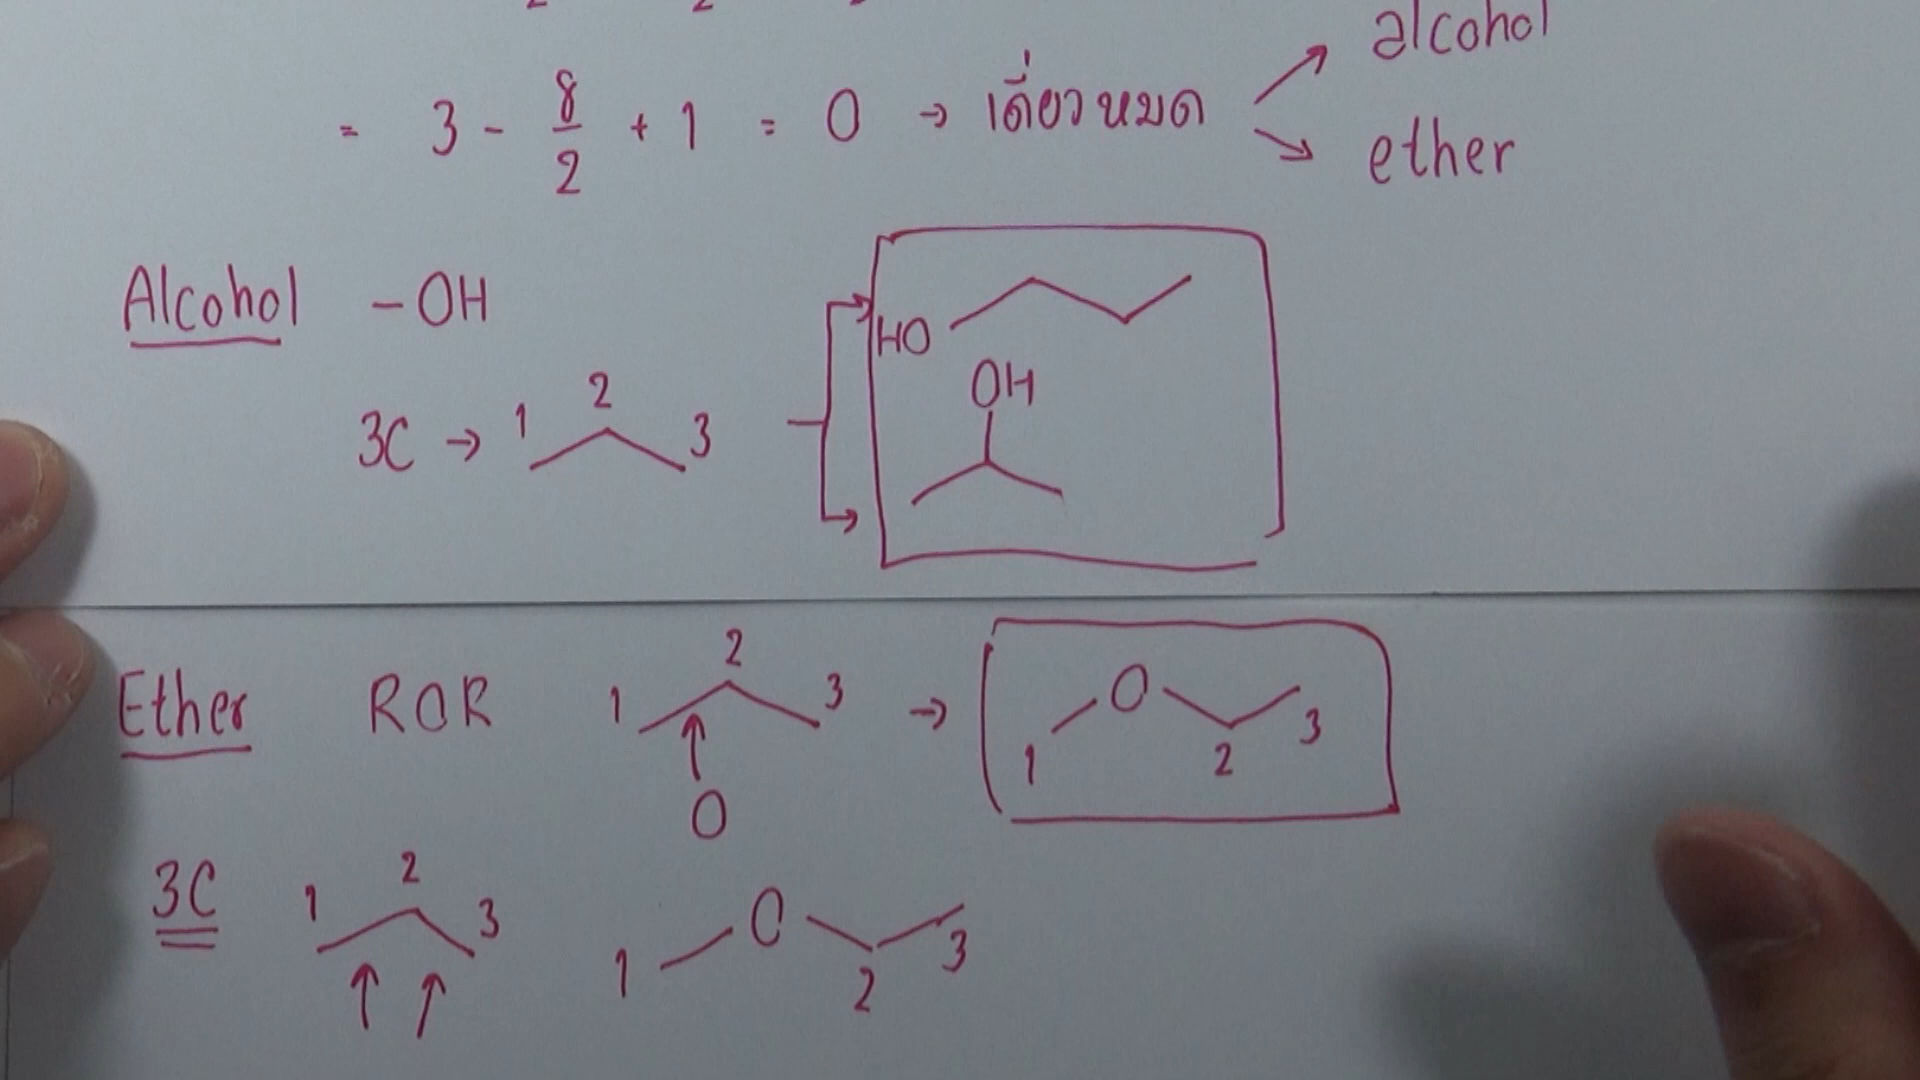 alcohol
= 3 - 8/2 + 1 = 0 → เดี่ยวหมด
ether
Alcohol -OH
HO
OH
3C → 1 2 3
Ether ROR 1 2 3 → 1 O 2 3
O
3C 1 2 3 1 O 2 3